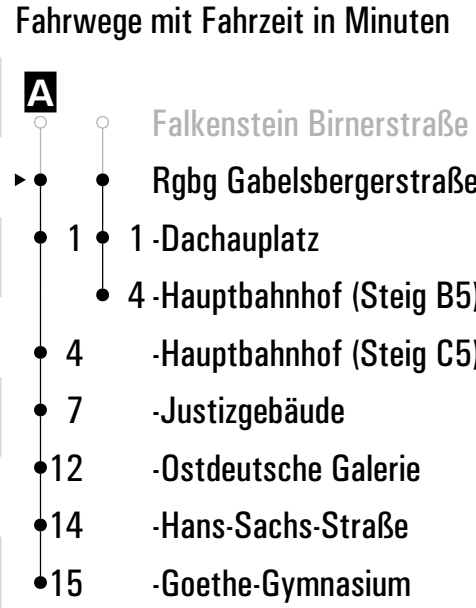 Fahrwege mit Fahrzeit in Minuten
A
Falkenstein Birnerstraße
Rgbg Gabelsbergerstraße
1 1 -Dachauplatz
4 -Hauptbahnhof (Steig B5)
4 -Hauptbahnhof (Steig C5)
7 -Justizgebäude
12 -Ostdeutsche Galerie
14 -Hans-Sachs-Straße
15 -Goethe-Gymnasium